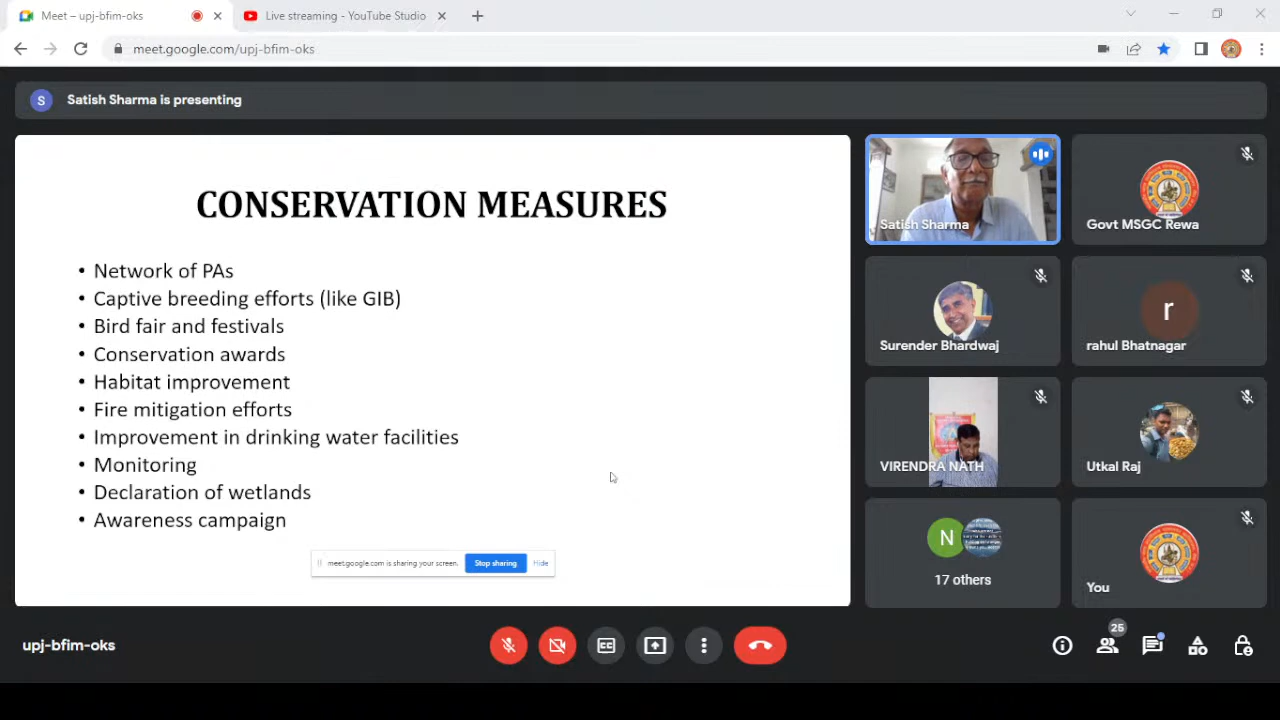 Meet – upj-bfim-oks
Live streaming - YouTube Studio
meet.google.com/upj-bfim-oks
S
Satish Sharma is presenting
CONSERVATION MEASURES
• Network of PAs
• Captive breeding efforts (like GIB)
• Bird fair and festivals
• Conservation awards
• Habitat improvement
• Fire mitigation efforts
• Improvement in drinking water facilities
• Monitoring
• Declaration of wetlands
• Awareness campaign
meet.google.com is sharing your screen.
Stop sharing
Hide
Satish Sharma
Govt MSGC Rewa
Surender Bhardwaj
r
rahul Bhatnagar
VIRENDRA NATH
Utkal Raj
N
17 others
You
upj-bfim-oks
CC
25